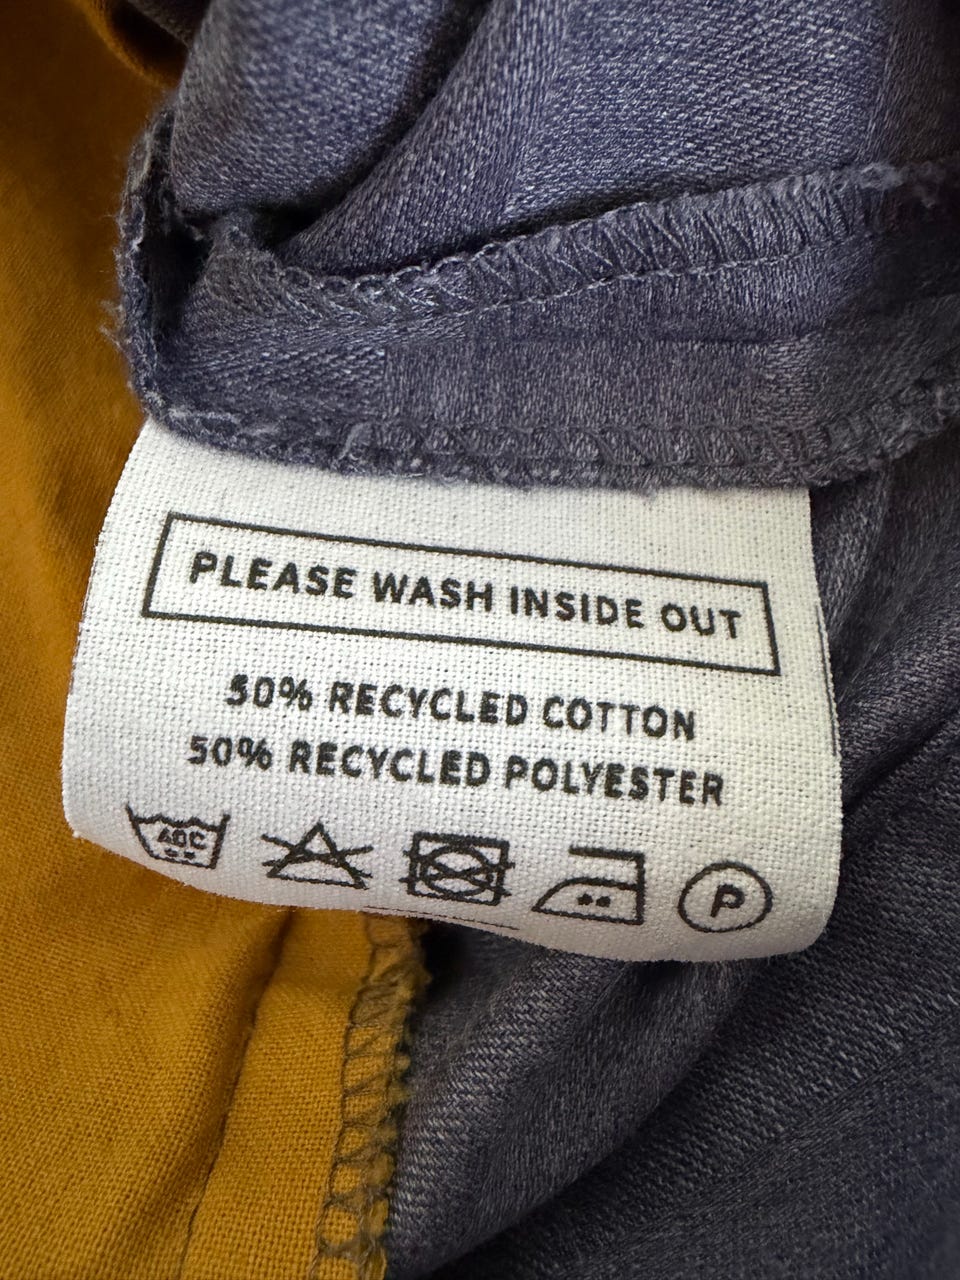 PLEASE WASH INSIDE OUT
50% RECYCLED COTTON
50% RECYCLED POLYESTER
P